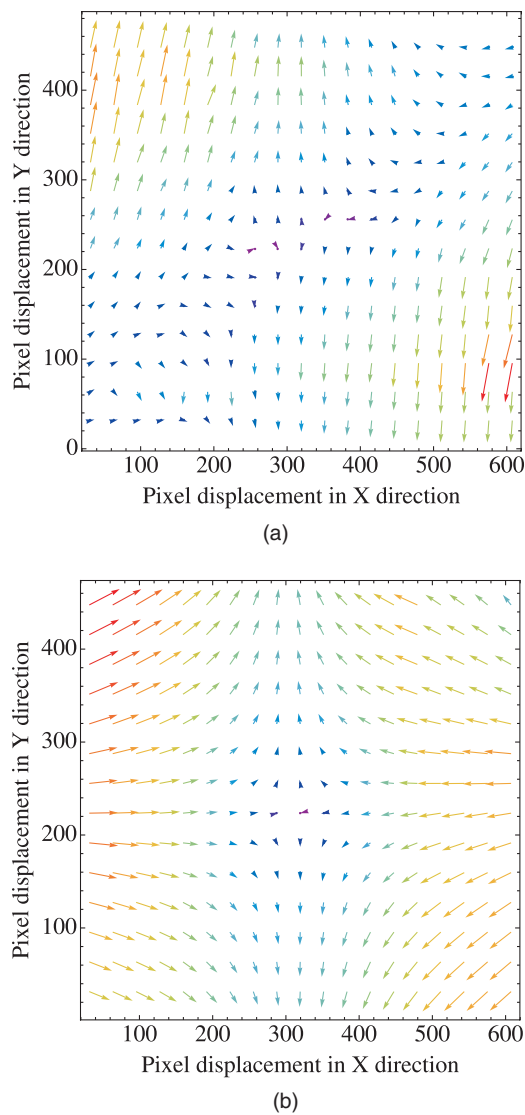 Pixel displacement in Y direction
400
300
200
100
0
100 200 300 400 500 600
Pixel displacement in X direction
(a)
Pixel displacement in Y direction
400
300
200
100
100 200 300 400 500 600
Pixel displacement in X direction
(b)